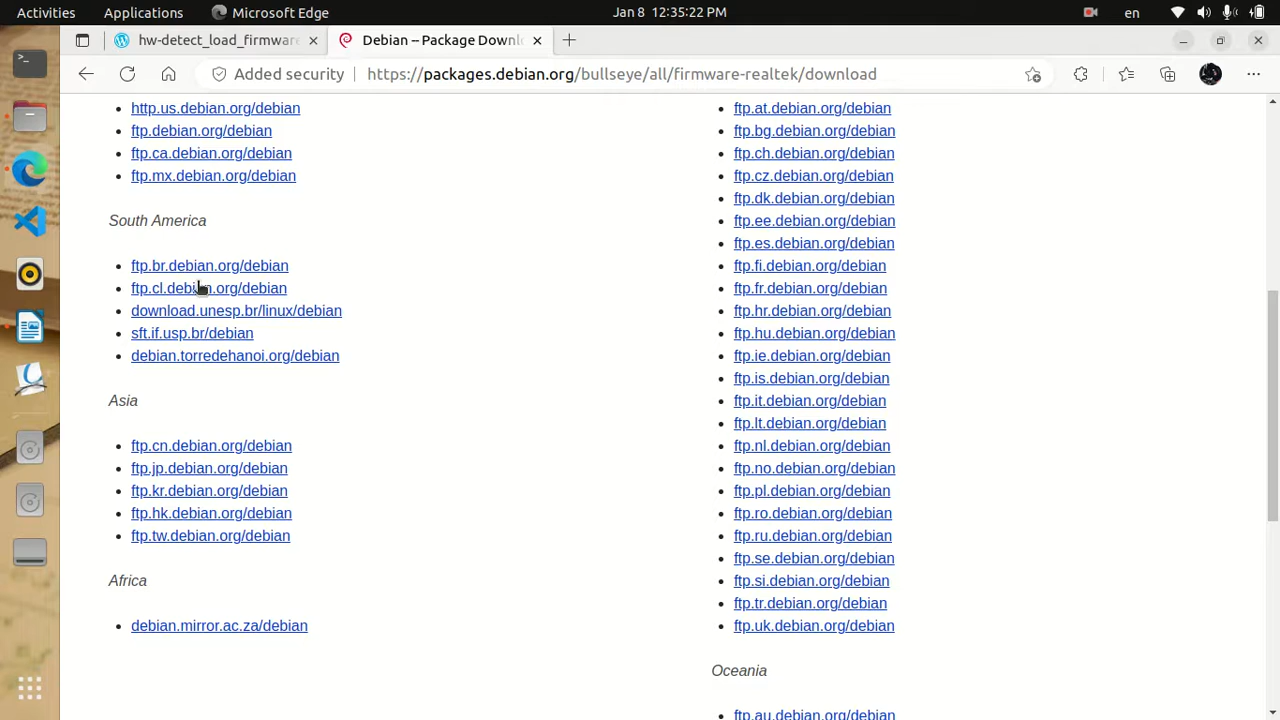 Activities
Applications
Microsoft Edge
Jan 8 12:35:22 PM
en
hw-detect_load_firmware
Debian -- Package Downl
Added security
https://packages.debian.org/bullseye/all/firmware-realtek/download
http.us.debian.org/debian
ftp.debian.org/debian
ftp.ca.debian.org/debian
ftp.mx.debian.org/debian
South America
ftp.br.debian.org/debian
ftp.cl.debian.org/debian
download.unesp.br/linux/debian
sft.if.usp.br/debian
debian.torredehanoi.org/debian
Asia
ftp.cn.debian.org/debian
ftp.jp.debian.org/debian
ftp.kr.debian.org/debian
ftp.hk.debian.org/debian
ftp.tw.debian.org/debian
Africa
debian.mirror.ac.za/debian
ftp.at.debian.org/debian
ftp.bg.debian.org/debian
ftp.ch.debian.org/debian
ftp.cz.debian.org/debian
ftp.dk.debian.org/debian
ftp.ee.debian.org/debian
ftp.es.debian.org/debian
ftp.fi.debian.org/debian
ftp.fr.debian.org/debian
ftp.hr.debian.org/debian
ftp.hu.debian.org/debian
ftp.ie.debian.org/debian
ftp.is.debian.org/debian
ftp.it.debian.org/debian
ftp.lt.debian.org/debian
ftp.nl.debian.org/debian
ftp.no.debian.org/debian
ftp.pl.debian.org/debian
ftp.ro.debian.org/debian
ftp.ru.debian.org/debian
ftp.se.debian.org/debian
ftp.si.debian.org/debian
ftp.tr.debian.org/debian
ftp.uk.debian.org/debian
Oceania
ftp.au.debian.org/debian